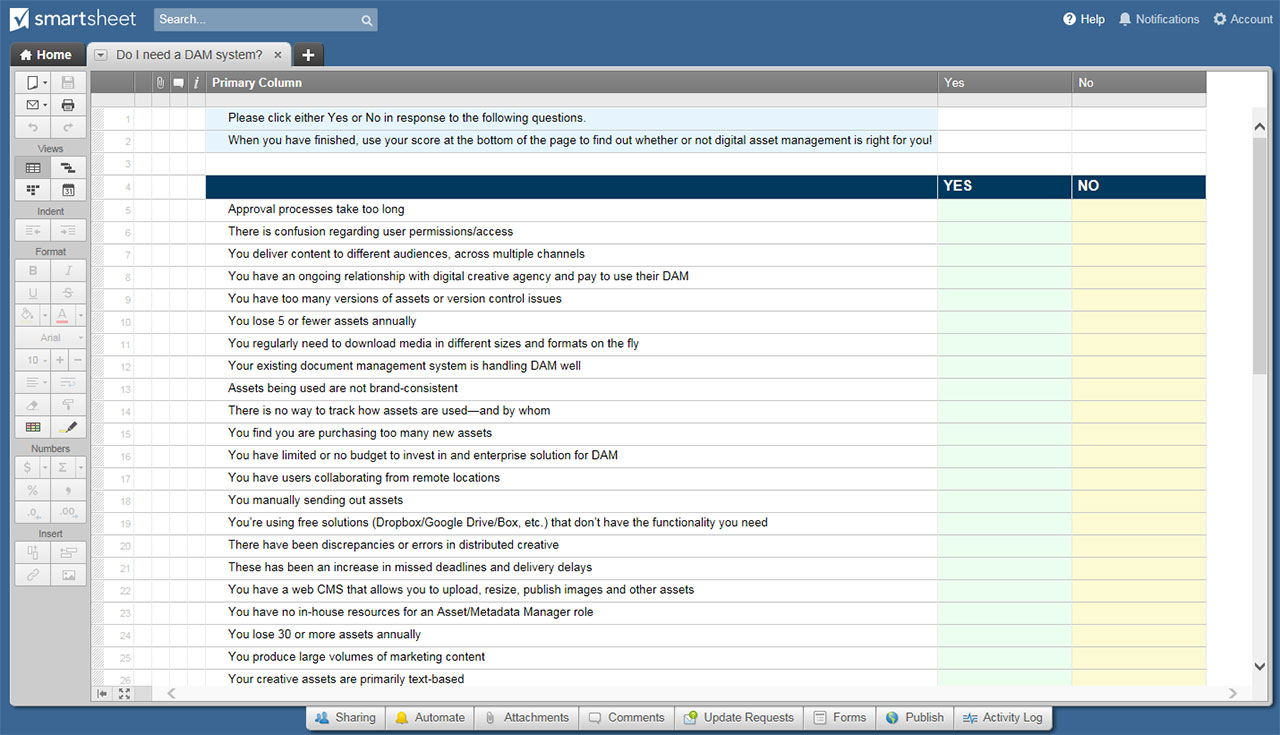 smartsheet
Search...
Help
Notifications
Account
Home
Do I need a DAM system?
Primary Column
Yes
No
1 Please click either Yes or No in response to the following questions.
2 When you have finished, use your score at the bottom of the page to find out whether or not digital asset management is right for you!
3
4 YES NO
5 Approval processes take too long
6 There is confusion regarding user permissions/access
7 You deliver content to different audiences, across multiple channels
8 You have an ongoing relationship with digital creative agency and pay to use their DAM
9 You have too many versions of assets or version control issues
10 You lose 5 or fewer assets annually
11 You regularly need to download media in different sizes and formats on the fly
12 Your existing document management system is handling DAM well
13 Assets being used are not brand-consistent
14 There is no way to track how assets are used—and by whom
15 You find you are purchasing too many new assets
16 You have limited or no budget to invest in and enterprise solution for DAM
17 You have users collaborating from remote locations
18 You manually sending out assets
19 You're using free solutions (Dropbox/Google Drive/Box, etc.) that don't have the functionality you need
20 There have been discrepancies or errors in distributed creative
21 These has been an increase in missed deadlines and delivery delays
22 You have a web CMS that allows you to upload, resize, publish images and other assets
23 You have no in-house resources for an Asset/Metadata Manager role
24 You lose 30 or more assets annually
25 You produce large volumes of marketing content
26 Your creative assets are primarily text-based
Views
31
Indent
Format
B I
U S
A
Arial
10 + −
Numbers
$ Σ
% ,
.0 .00
Insert
Sharing
Automate
Attachments
Comments
Update Requests
Forms
Publish
Activity Log